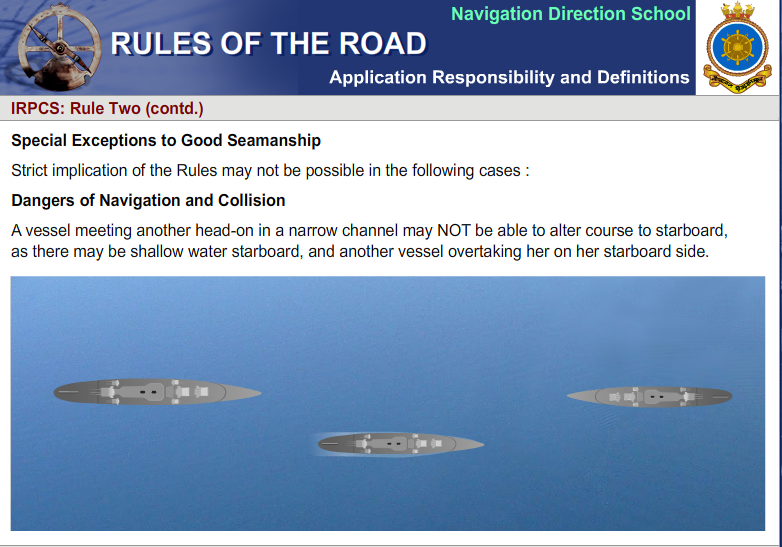 Navigation Direction School
RULES OF THE ROAD
Application Responsibility and Definitions
IRPCS: Rule Two (contd.)
Special Exceptions to Good Seamanship
Strict implication of the Rules may not be possible in the following cases :
Dangers of Navigation and Collision
A vessel meeting another head-on in a narrow channel may NOT be able to alter course to starboard,
as there may be shallow water starboard, and another vessel overtaking her on her starboard side.